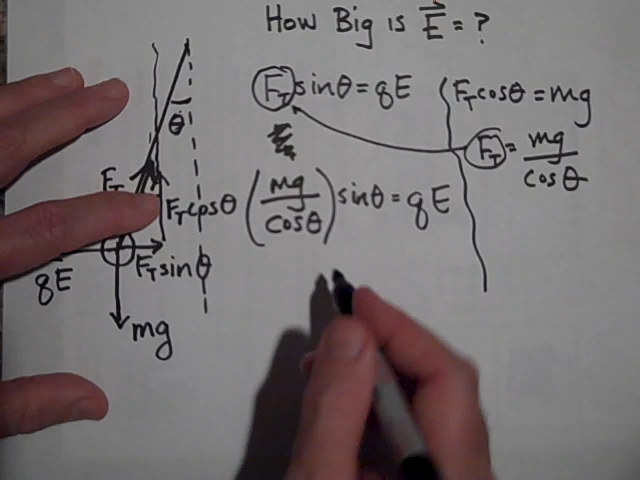 How Big is E = ?
F_T sinθ = qE
F_T cosθ = mg
θ
F_T = mg/cosθ
F_T
F_T cosθ
(mg/cosθ) sinθ = qE
F_T sinθ
qE
mg